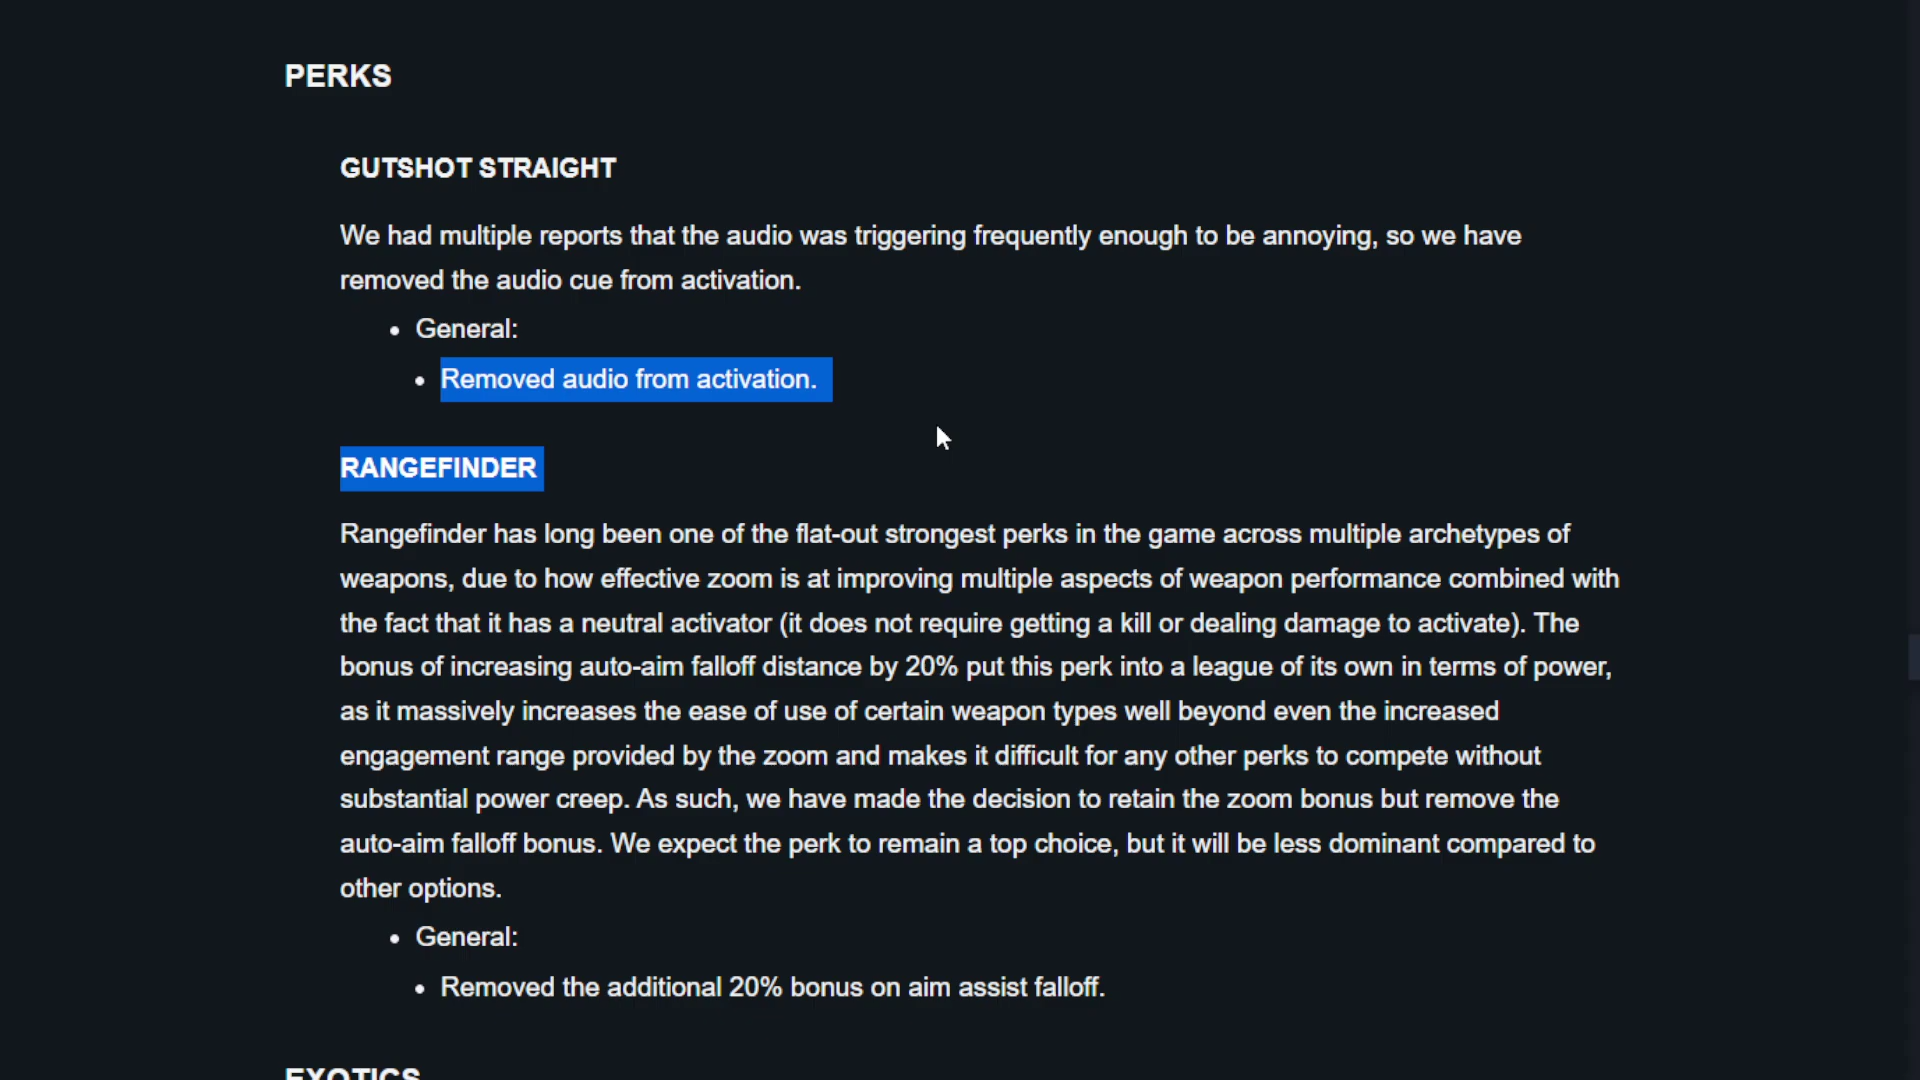 PERKS
GUTSHOT STRAIGHT
We had multiple reports that the audio was triggering frequently enough to be annoying, so we have
removed the audio cue from activation.
• General:
• Removed audio from activation.
RANGEFINDER
Rangefinder has long been one of the flat-out strongest perks in the game across multiple archetypes of
weapons, due to how effective zoom is at improving multiple aspects of weapon performance combined with
the fact that it has a neutral activator (it does not require getting a kill or dealing damage to activate). The
bonus of increasing auto-aim falloff distance by 20% put this perk into a league of its own in terms of power,
as it massively increases the ease of use of certain weapon types well beyond even the increased
engagement range provided by the zoom and makes it difficult for any other perks to compete without
substantial power creep. As such, we have made the decision to retain the zoom bonus but remove the
auto-aim falloff bonus. We expect the perk to remain a top choice, but it will be less dominant compared to
other options.
• General:
• Removed the additional 20% bonus on aim assist falloff.
EXOTICS